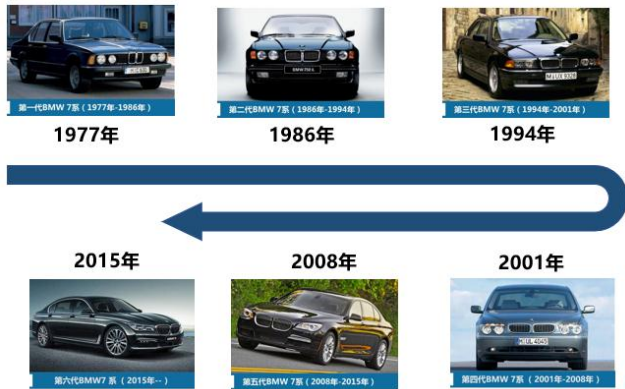 第一代BMW 7系（1977年-1986年）
第二代BMW 7系（1986年-1994年）
第三代BMW 7系（1994年-2001年）
1977年
1986年
1994年
2015年
2008年
2001年
第六代BMW7 系 （2015年--）
第五代BMW 7系（2008年-2015年）
第四代BMW 7系 （2001年-2008年）